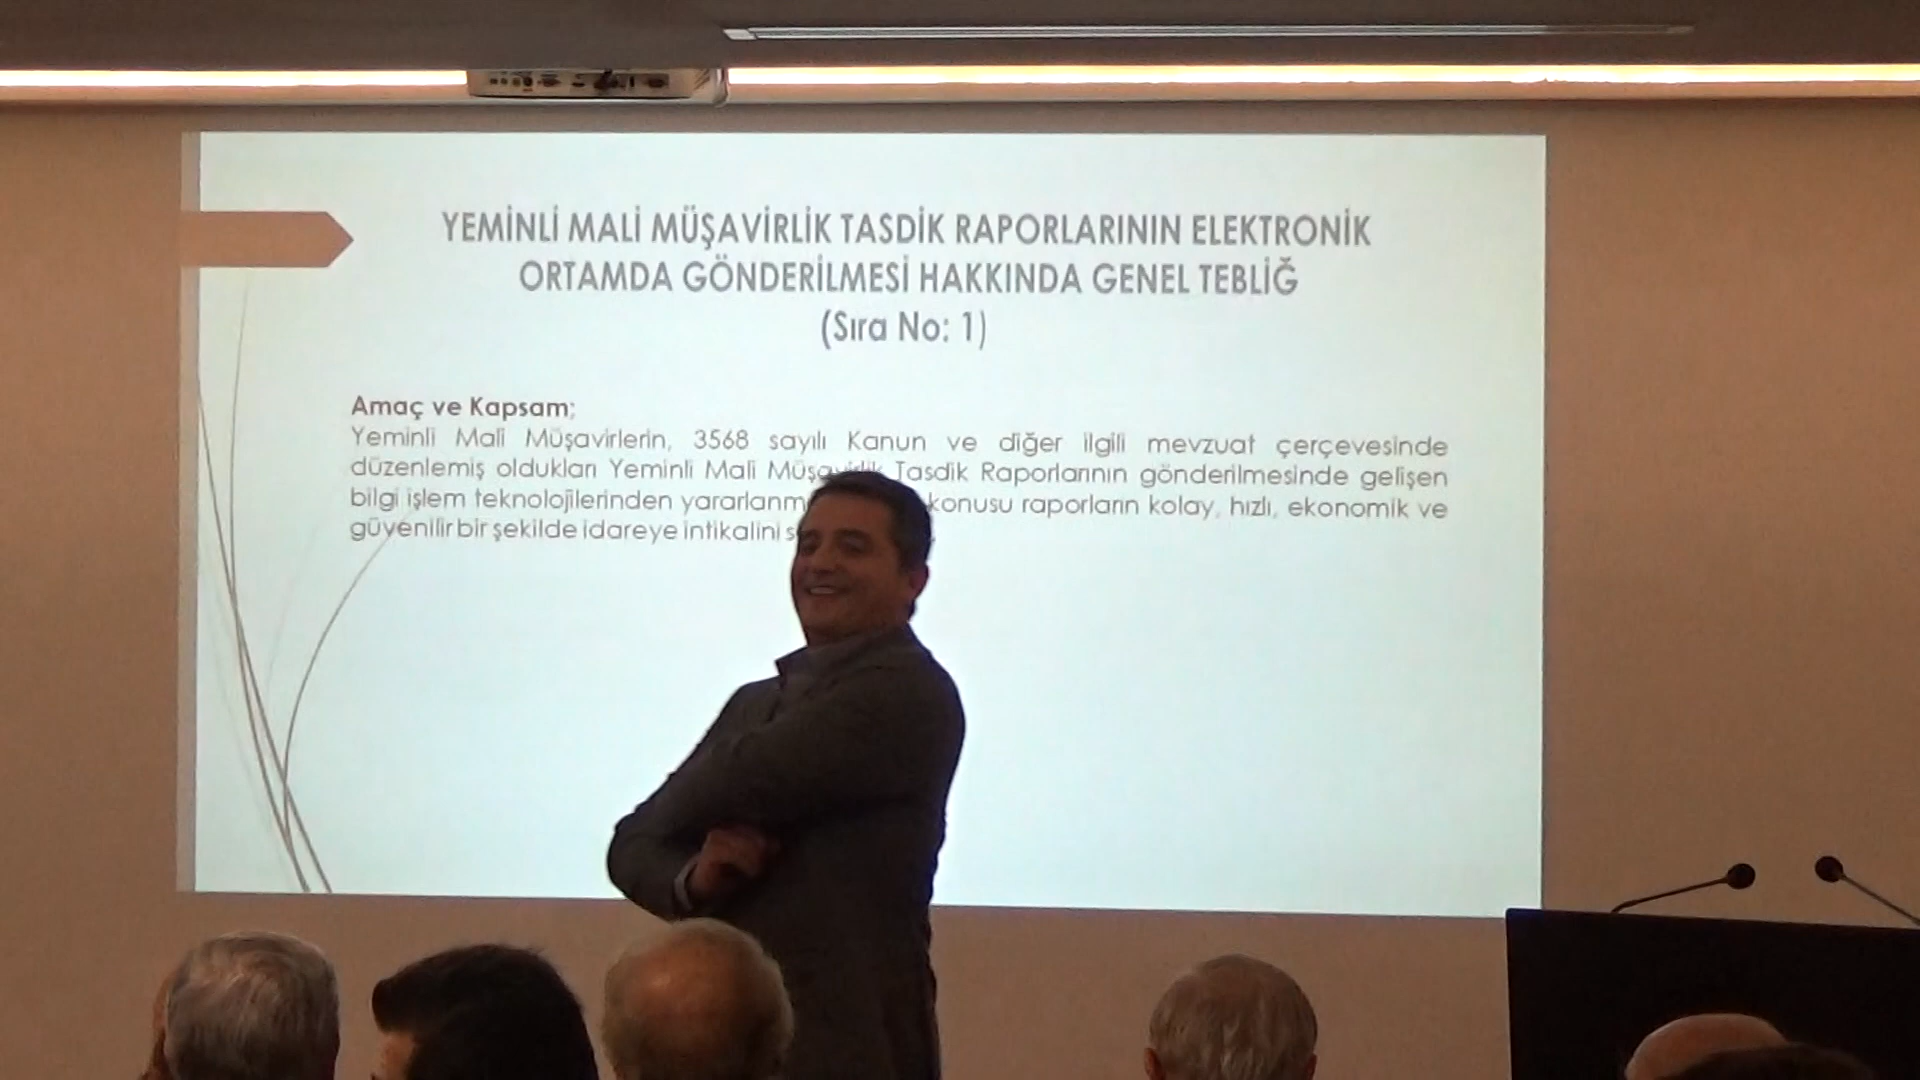 YEMİNLİ MALİ MÜŞAVİRLİK TASDİK RAPORLARININ ELEKTRONİK
ORTAMDA GÖNDERİLMESİ HAKKINDA GENEL TEBLİĞ
(Sıra No: 1)
Amaç ve Kapsam;
Yeminli Mali Müşavirlerin, 3568 sayılı Kanun ve diğer ilgili mevzuat çerçevesinde
düzenlemiş oldukları Yeminli Mali Müşavirlik Tasdik Raporlarının gönderilmesinde gelişen
bilgi işlem teknolojilerinden konusu raporların kolay, hızlı, ekonomik ve
güvenilir bir şekilde idareye intikalini